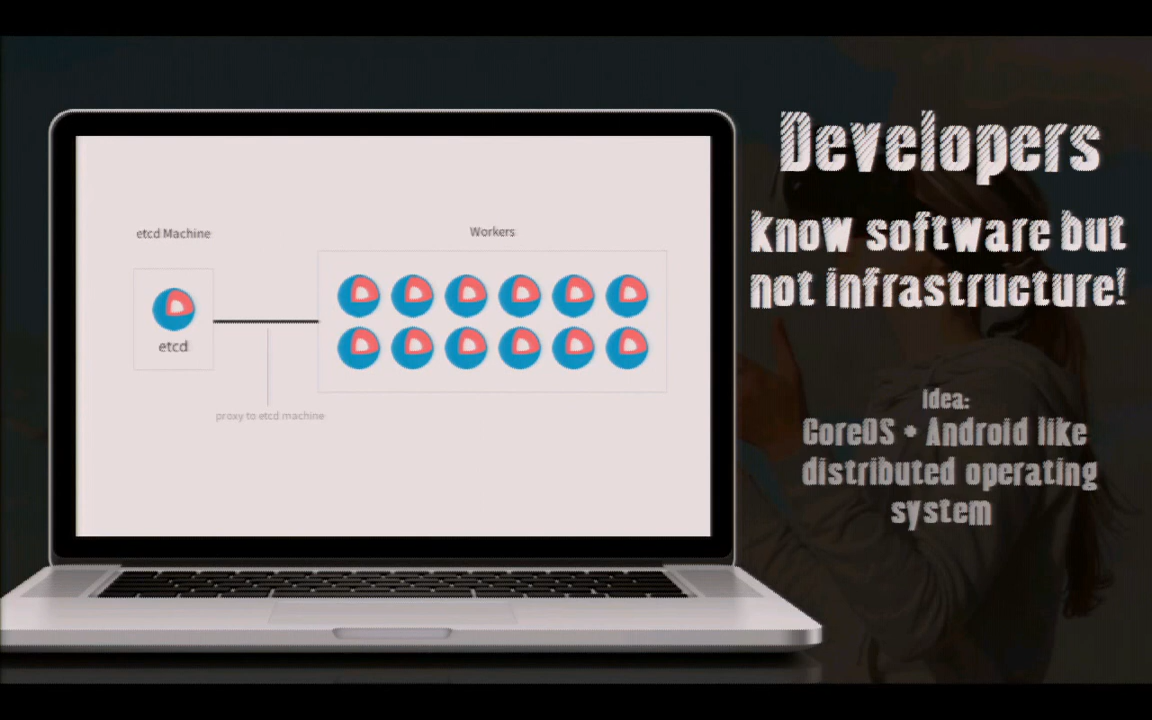 etcd Machine
Workers
etcd
proxy to etcd machine
Developers
know software but
not infrastructure!
Idea:
CoreOS + Android like
distributed operating
system